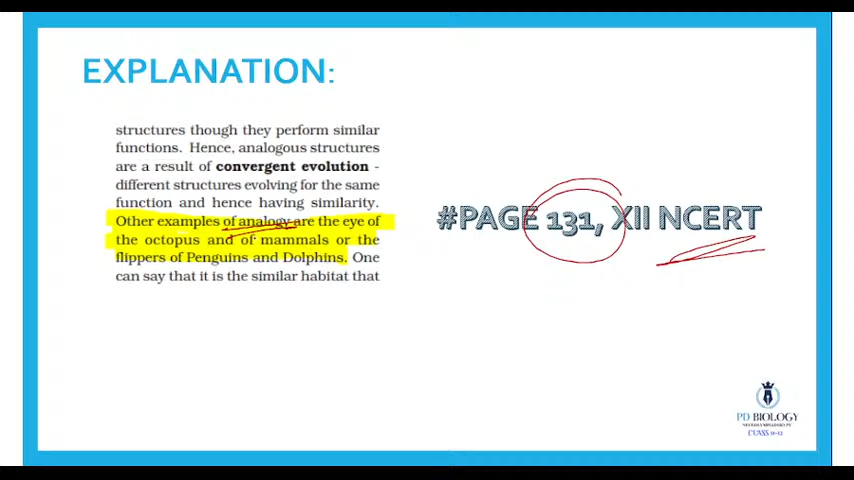 EXPLANATION:
structures though they perform similar
functions. Hence, analogous structures
are a result of convergent evolution -
different structures evolving for the same
function and hence having similarity.
Other examples of analogy are the eye of
the octopus and of mammals or the
flippers of Penguins and Dolphins. One
can say that it is the similar habitat that
#PAGE 131, XII NCERT
PD BIOLOGY
CLASS 11-12